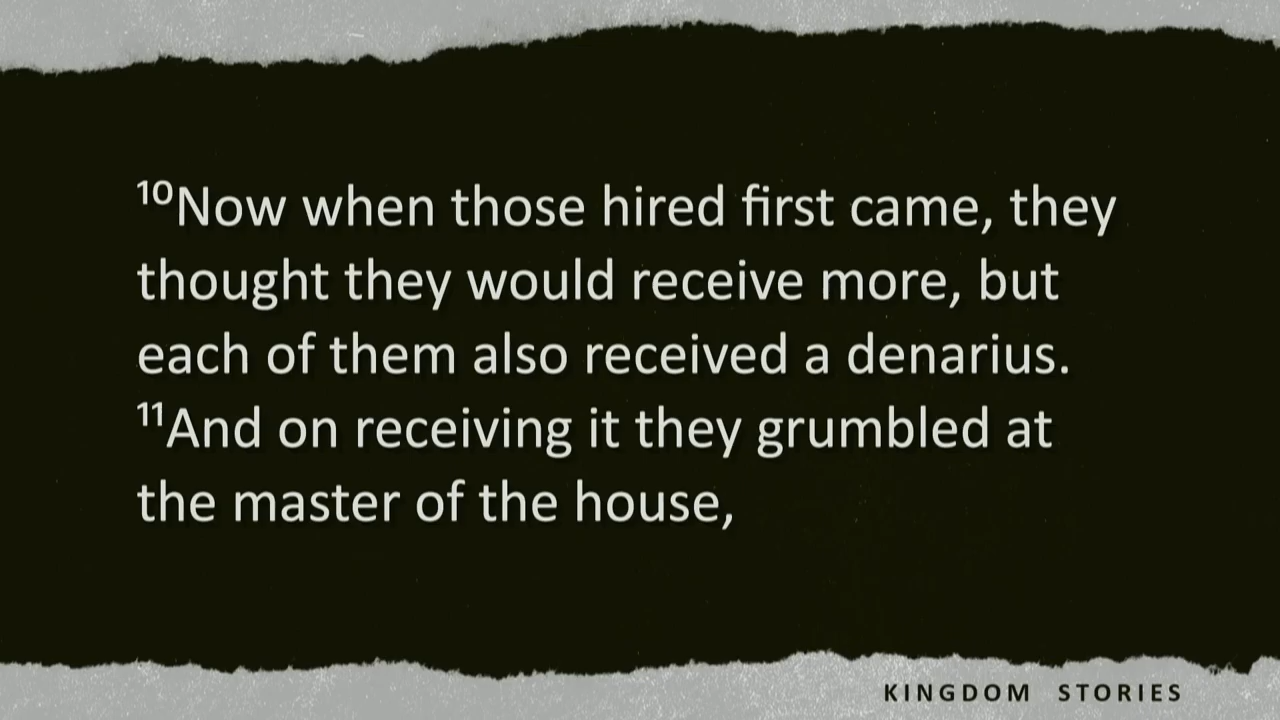 ¹⁰Now when those hired first came, they
thought they would receive more, but
each of them also received a denarius.
¹¹And on receiving it they grumbled at
the master of the house,
KINGDOM STORIES